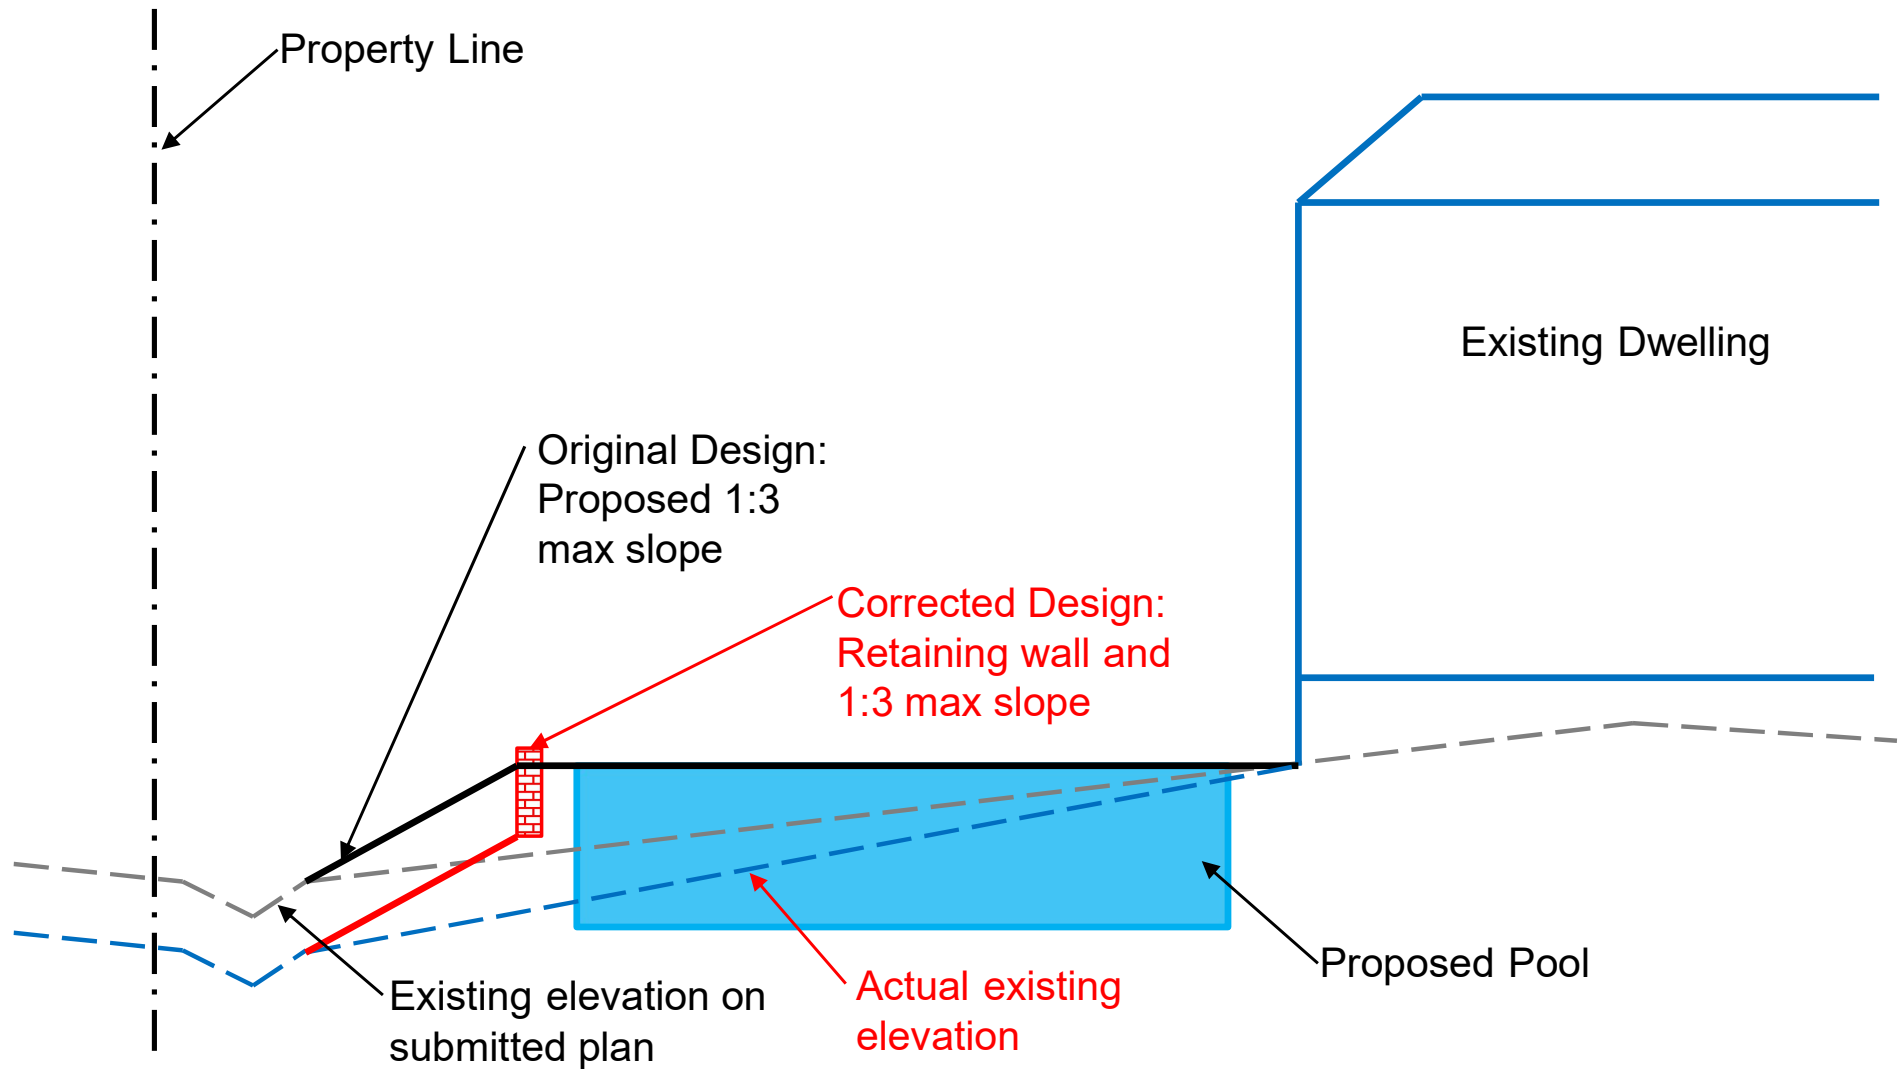 Property Line
Existing Dwelling
Original Design:
Proposed 1:3
max slope
Corrected Design:
Retaining wall and
1:3 max slope
Proposed Pool
Actual existing
elevation
Existing elevation on
submitted plan